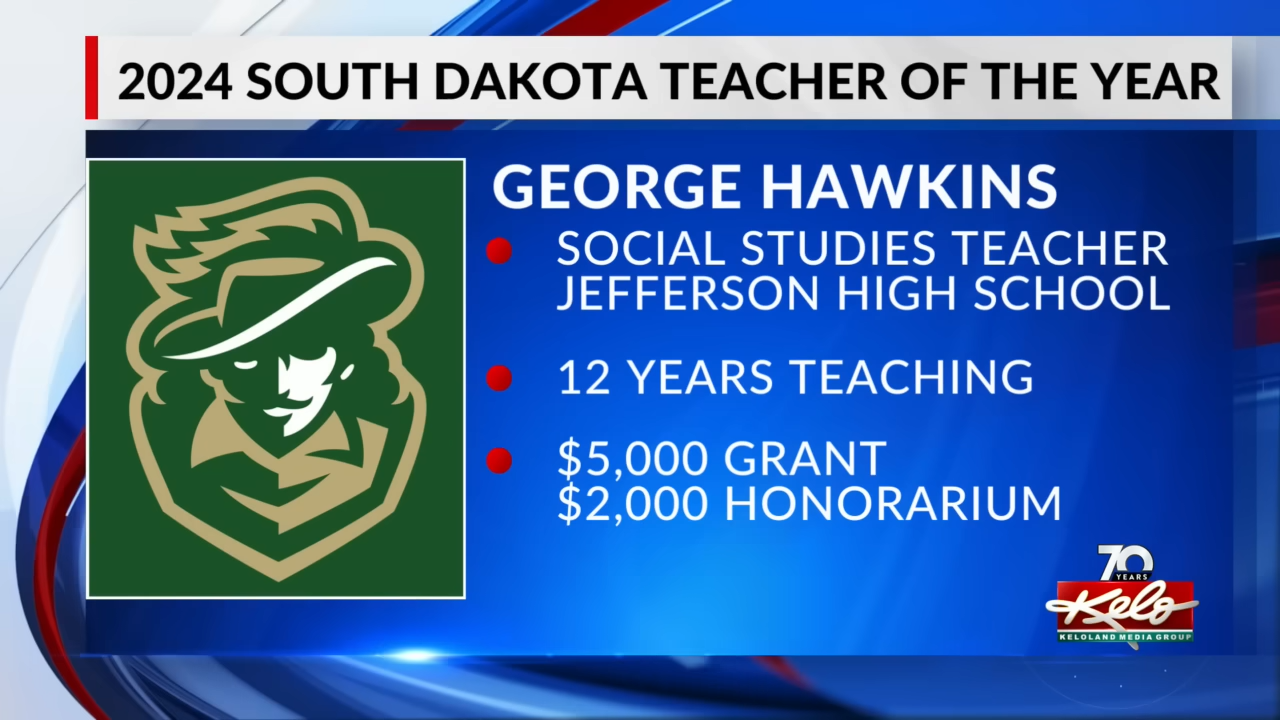 2024 SOUTH DAKOTA TEACHER OF THE YEAR
GEORGE HAWKINS
SOCIAL STUDIES TEACHER
JEFFERSON HIGH SCHOOL
12 YEARS TEACHING
$5,000 GRANT
$2,000 HONORARIUM
70
YEARS
Kelo
KELOLAND MEDIA GROUP